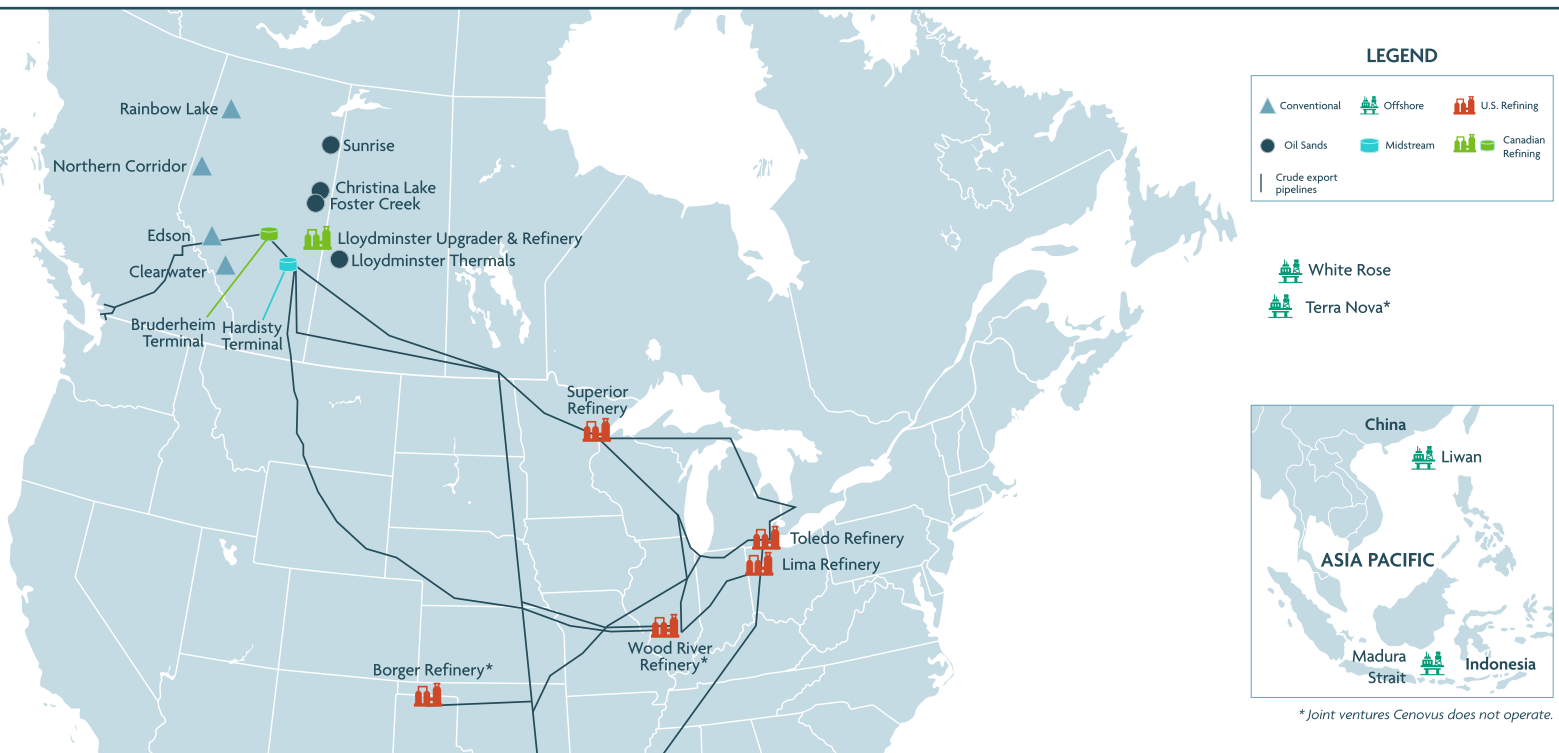 LEGEND
Conventional
Offshore
U.S. Refining
Oil Sands
Midstream
Canadian
Refining
Crude export
pipelines
Rainbow Lake
Sunrise
Northern Corridor
Christina Lake
Foster Creek
Edson
Lloydminster Upgrader & Refinery
Lloydminster Thermals
Clearwater
Bruderheim
Terminal
Hardisty
Terminal
White Rose
Terra Nova*
Superior
Refinery
Toledo Refinery
Lima Refinery
Wood River
Refinery*
Borger Refinery*
China
Liwan
ASIA PACIFIC
Madura
Strait
Indonesia
* Joint ventures Cenovus does not operate.